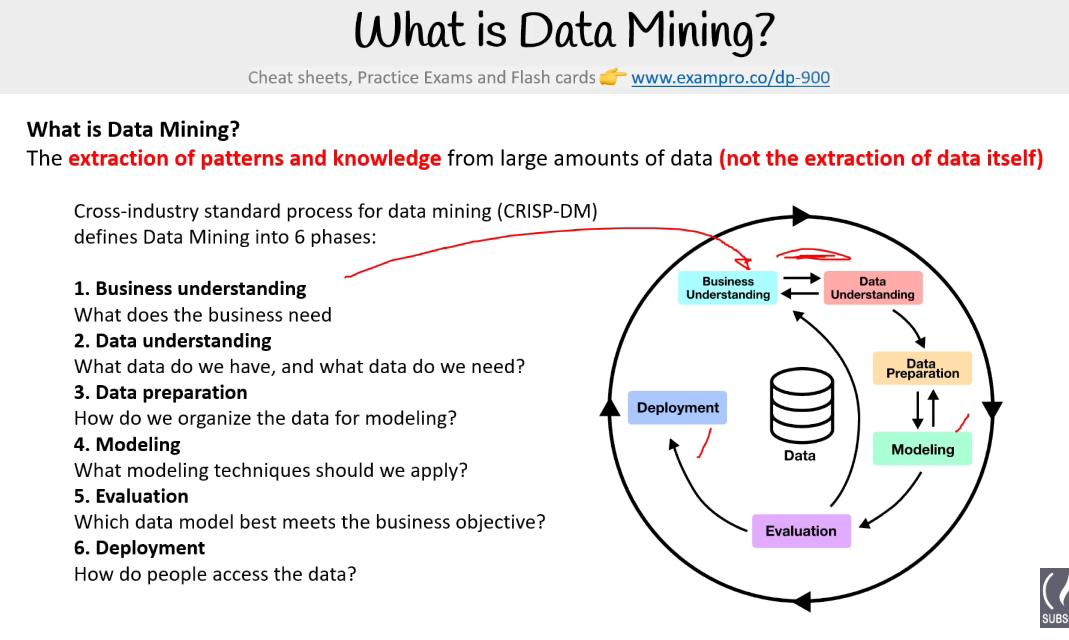 What is Data Mining?
Cheat sheets, Practice Exams and Flash cards 👉 www.exampro.co/dp-900
What is Data Mining?
The extraction of patterns and knowledge from large amounts of data (not the extraction of data itself)
Cross-industry standard process for data mining (CRISP-DM)
defines Data Mining into 6 phases:
1. Business understanding
What does the business need
2. Data understanding
What data do we have, and what data do we need?
3. Data preparation
How do we organize the data for modeling?
4. Modeling
What modeling techniques should we apply?
5. Evaluation
Which data model best meets the business objective?
6. Deployment
How do people access the data?
Business
Understanding
Data
Understanding
Data
Preparation
Modeling
Evaluation
Deployment
Data
SUBS